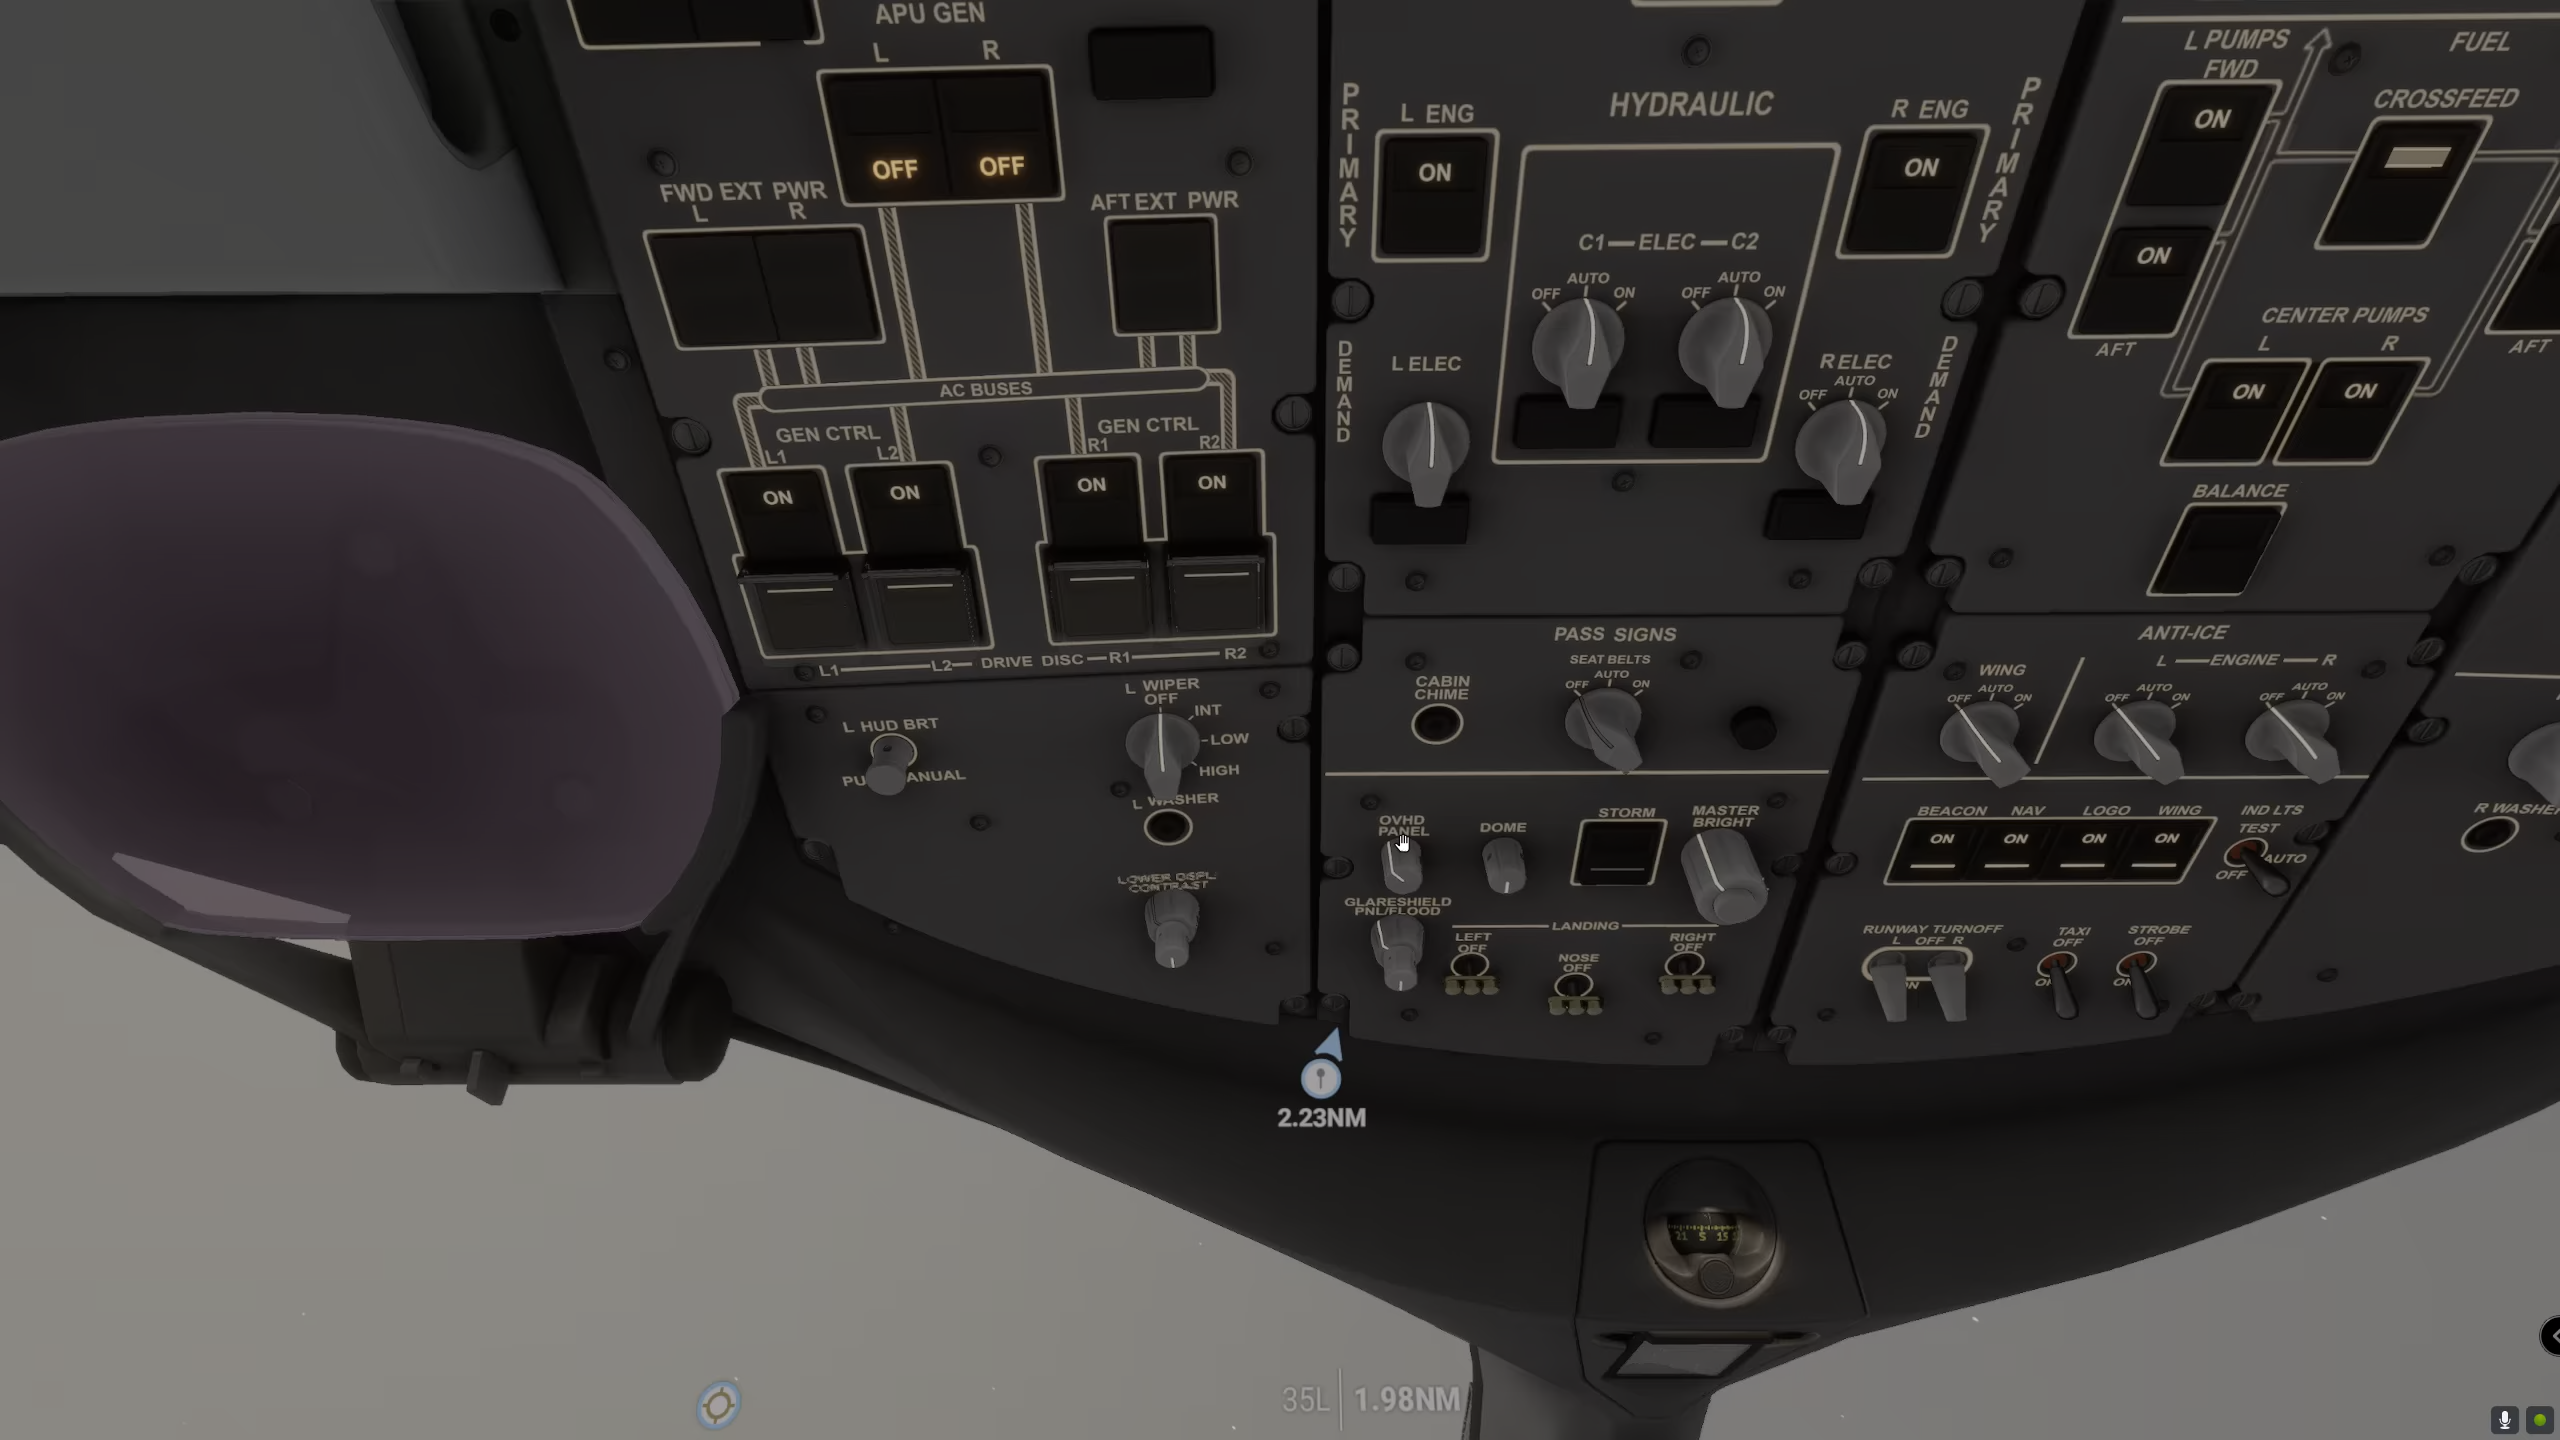 APU GEN
L R
OFF OFF
FWD EXT PWR
L R
AFT EXT PWR
AC BUSES
GEN CTRL
L1 L2
GEN CTRL
R1 R2
ON ON ON ON
L1 L2 DRIVE DISC R1 R2
L HUD BRT
L WIPER
OFF
INT
LOW
HIGH
L WASHER
LOWER DSPL
CONTRAST
PRIMARY
L ENG
ON
HYDRAULIC
R ENG
ON
PRIMARY
C1 ELEC C2
OFF AUTO ON
OFF AUTO ON
DEMAND
L ELEC
R ELEC
OFF AUTO ON
DEMAND
PASS SIGNS
SEAT BELTS
OFF AUTO ON
CABIN
CHIME
OVHD
PANEL
DOME
STORM
MASTER
BRIGHT
GLARESHIELD
PNL/FLOOD
LANDING
LEFT
OFF
NOSE
OFF
RIGHT
OFF
L PUMPS
FWD
ON
ON
AFT
FUEL
CROSSFEED
CENTER PUMPS
L R
ON ON
AFT
BALANCE
ANTI-ICE
WING
OFF AUTO ON
L ENGINE R
OFF AUTO ON
OFF AUTO ON
BEACON NAV LOGO WING
ON ON ON ON
IND LTS
TEST
AUTO
OFF
R WASHER
RUNWAY TURNOFF
L OFF R
TAXI
OFF
STROBE
OFF
2.23NM
21 S 15
35L 1.98NM